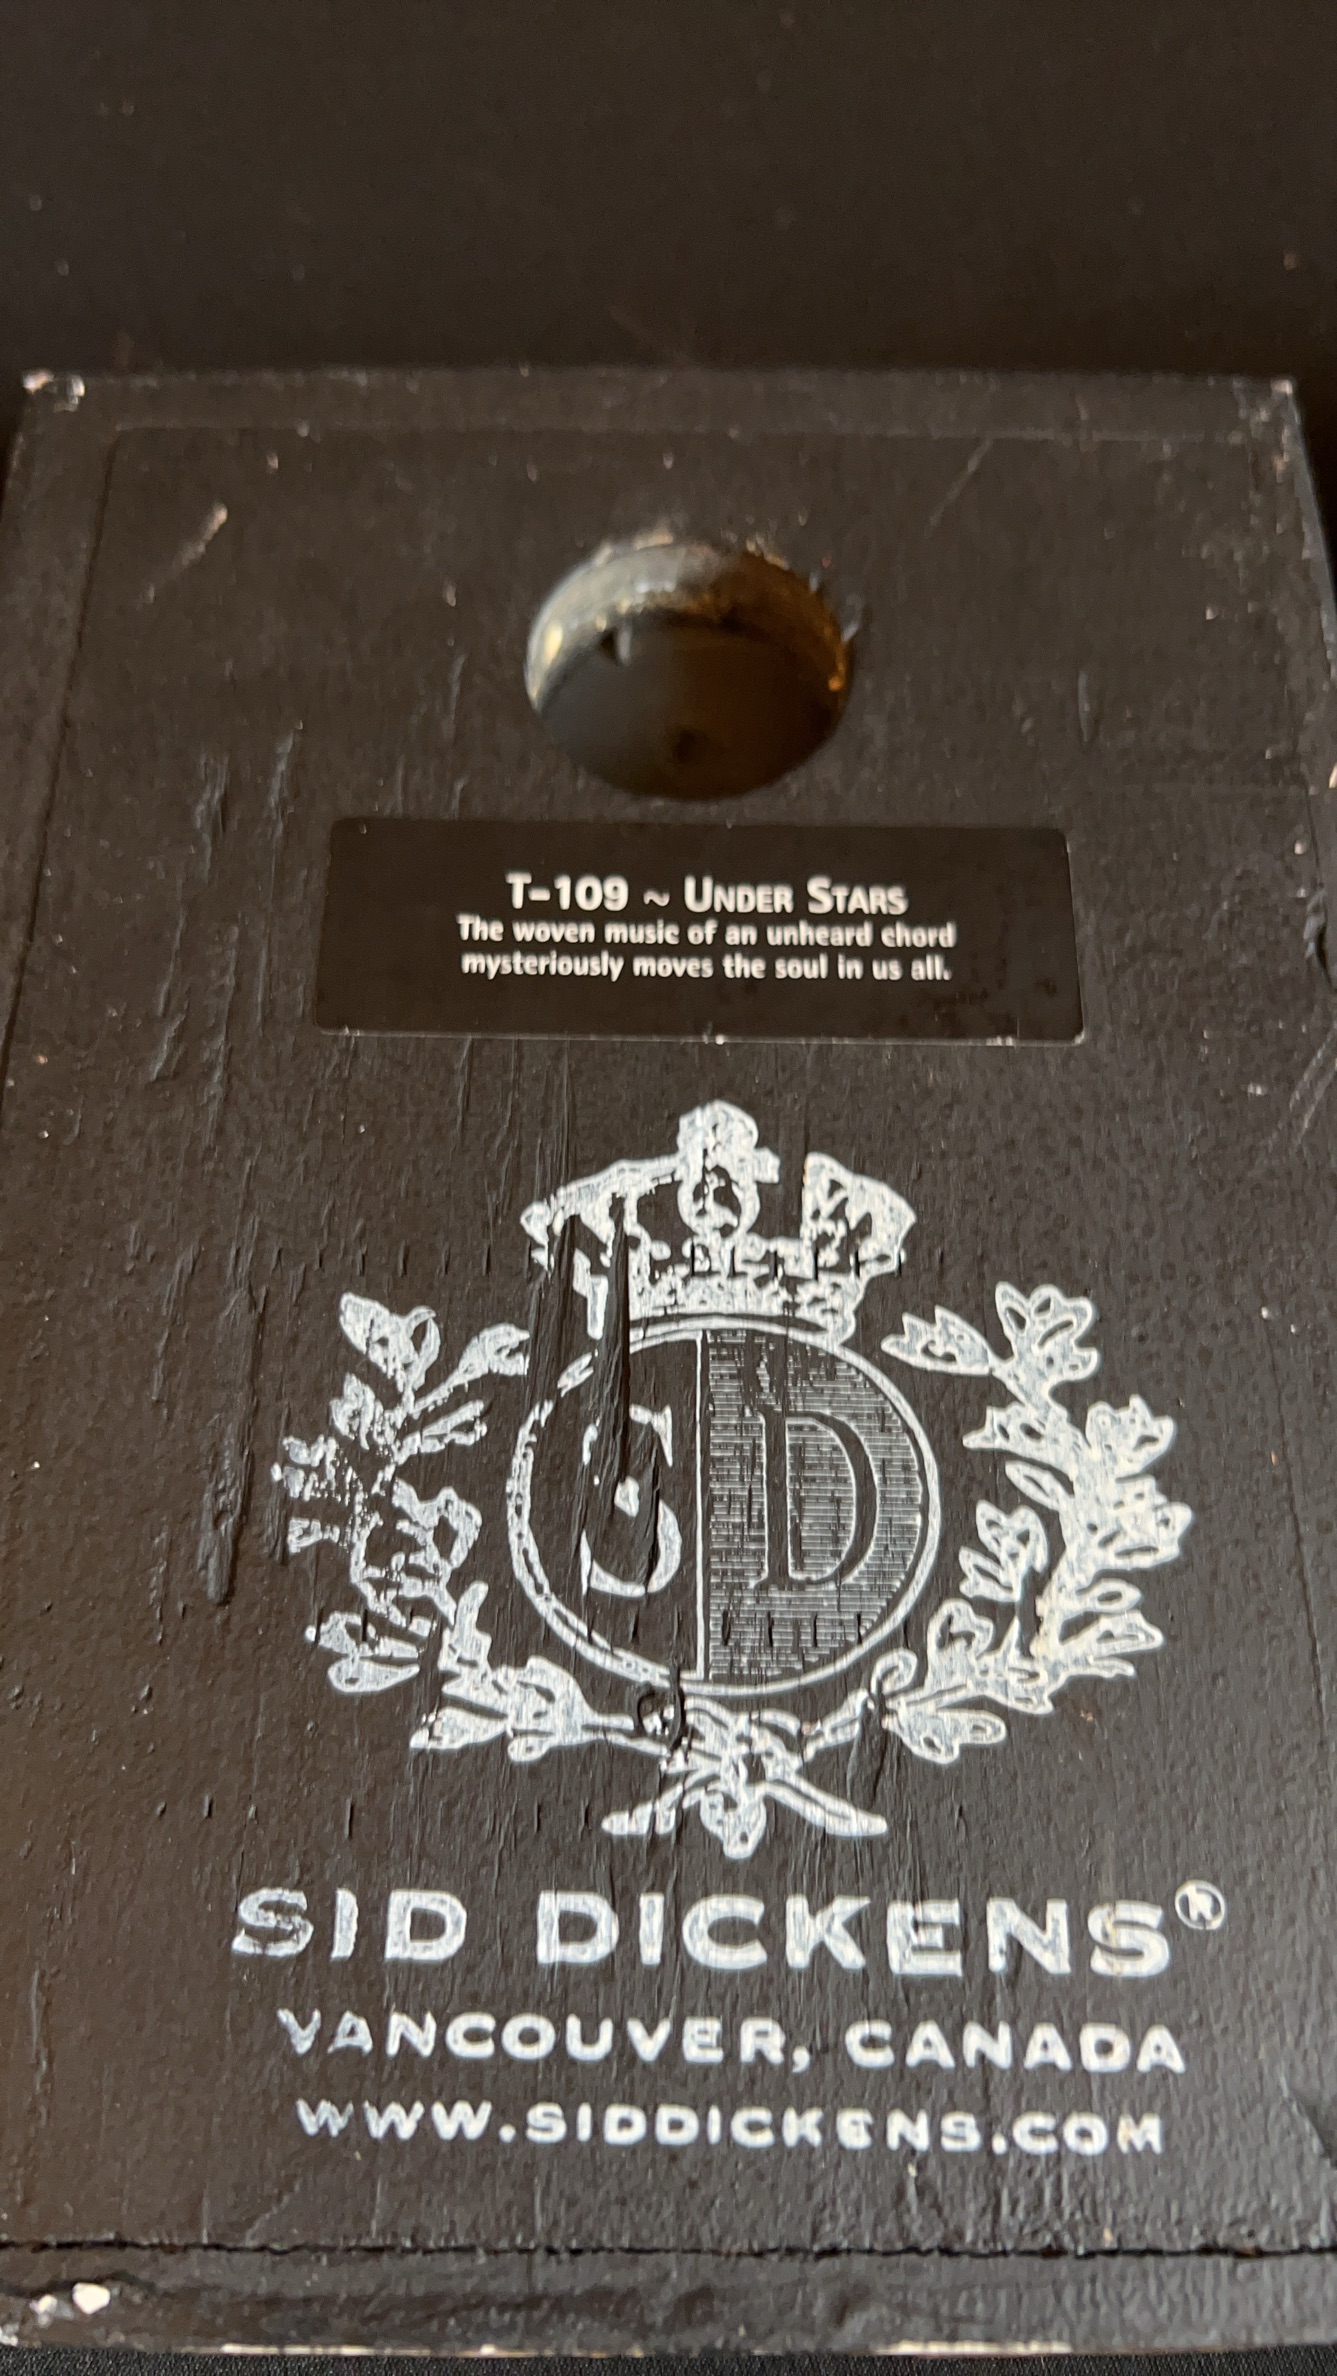 T-109 ~ UNDER STARS
The woven music of an unheard chord
mysteriously moves the soul in us all.
S D
SID DICKENS®
VANCOUVER, CANADA
WWW.SIDDICKENS.COM